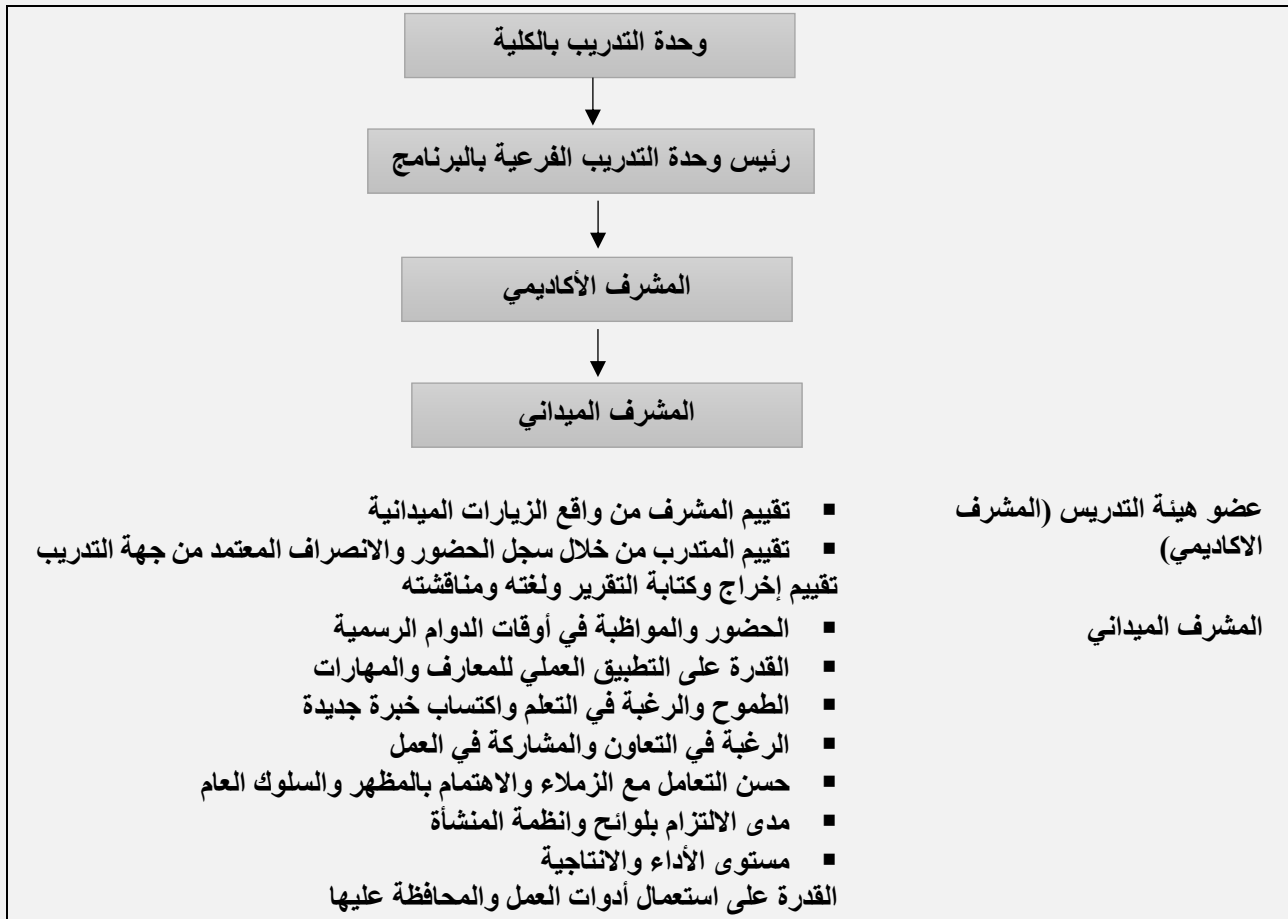 وحدة التدريب بالكلية
رئيس وحدة التدريب الفرعية بالبرنامج
المشرف الأكاديمي
المشرف الميداني
عضو هيئة التدريس (المشرف
الاكاديمي)
▪ تقييم المشرف من واقع الزيارات الميدانية
▪ تقييم المتدرب من خلال سجل الحضور والانصراف المعتمد من جهة التدريب
تقييم إخراج وكتابة التقرير ولغته ومناقشته
المشرف الميداني
▪ الحضور والمواظبة في أوقات الدوام الرسمية
▪ القدرة على التطبيق العملي للمعارف والمهارات
▪ الطموح والرغبة في التعلم واكتساب خبرة جديدة
▪ الرغبة في التعاون والمشاركة في العمل
▪ حسن التعامل مع الزملاء والاهتمام بالمظهر والسلوك العام
▪ مدى الالتزام بلوائح وانظمة المنشأة
▪ مستوى الأداء والانتاجية
القدرة على استعمال أدوات العمل والمحافظة عليها